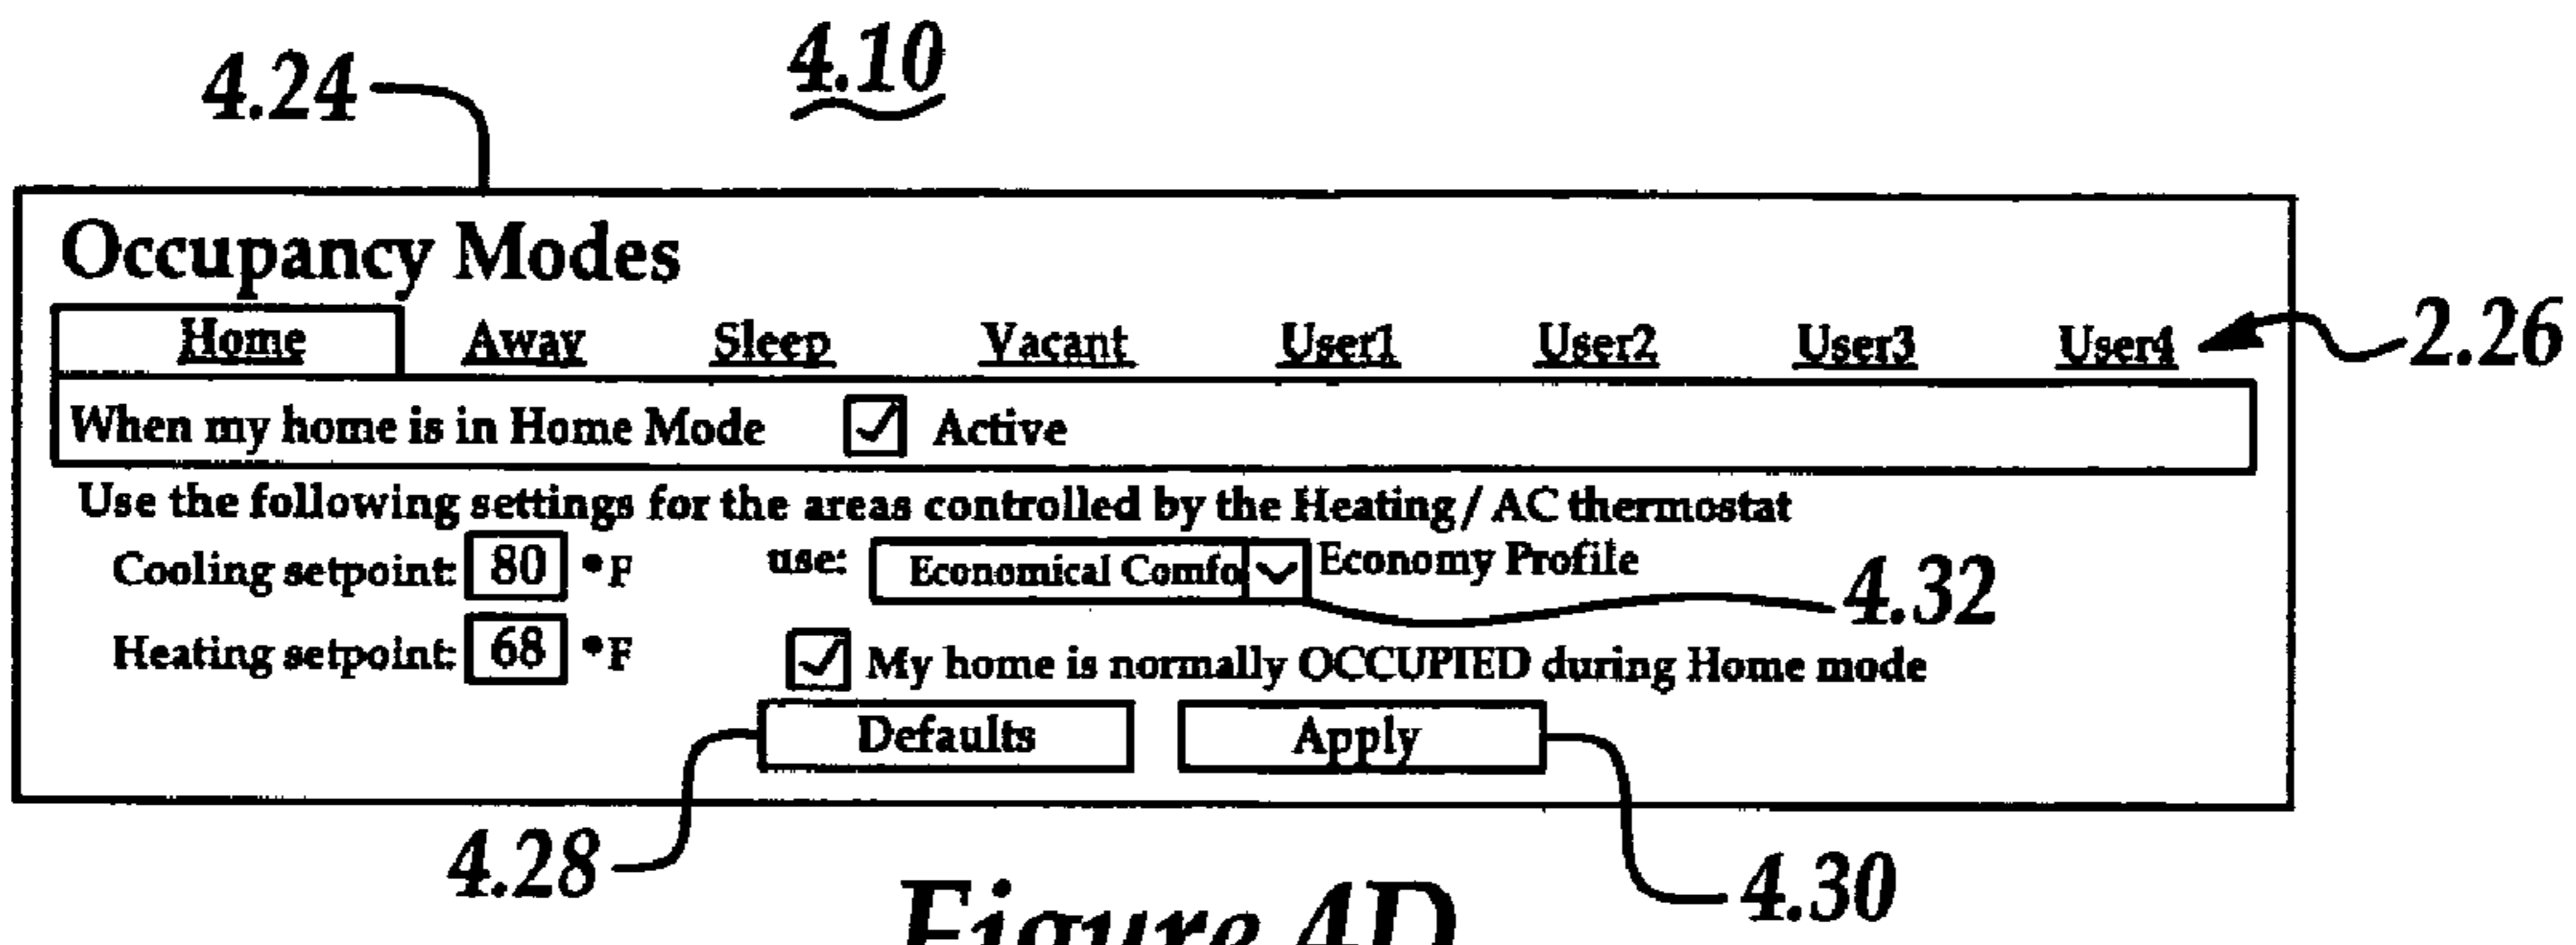 4.10
4.24
Occupancy Modes
Home Away Sleep Vacant User1 User2 User3 User4
2.26
When my home is in Home Mode Active
Use the following settings for the areas controlled by the Heating/AC thermostat
Cooling setpoint: 80 °F use: Economical Comfo Economy Profile
4.32
Heating setpoint: 68 °F My home is normally OCCUPIED during Home mode
Defaults Apply
4.28
4.30
Figure 4D